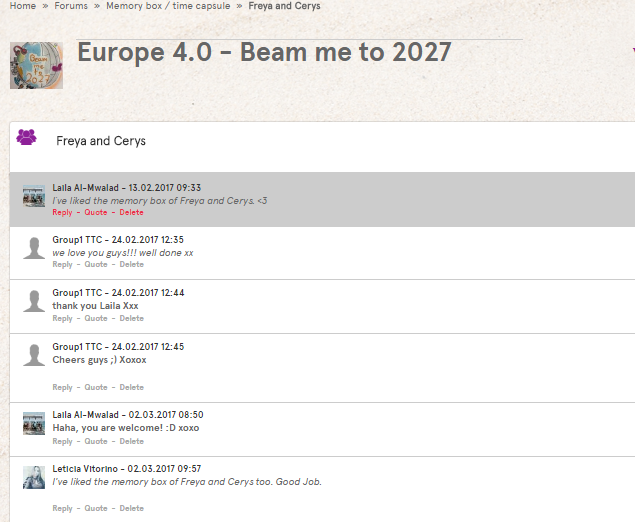 Home » Forums » Memory box / time capsule » Freya and Cerys
Europe 4.0 - Beam me to 2027
Freya and Cerys
Laila Al-Mwalad - 13.02.2017 09:33
I've liked the memory box of Freya and Cerys. <3
Reply - Quote - Delete
Group1 TTC - 24.02.2017 12:35
we love you guys!!! well done xx
Reply - Quote - Delete
Group1 TTC - 24.02.2017 12:44
thank you Laila Xxx
Reply - Quote - Delete
Group1 TTC - 24.02.2017 12:45
Cheers guys ;) Xoxox
Reply - Quote - Delete
Laila Al-Mwalad - 02.03.2017 08:50
Haha, you are welcome! :D xoxo
Reply - Quote - Delete
Leticia Vitorino - 02.03.2017 09:57
I've liked the memory box of Freya and Cerys too. Good Job.
Reply - Quote - Delete